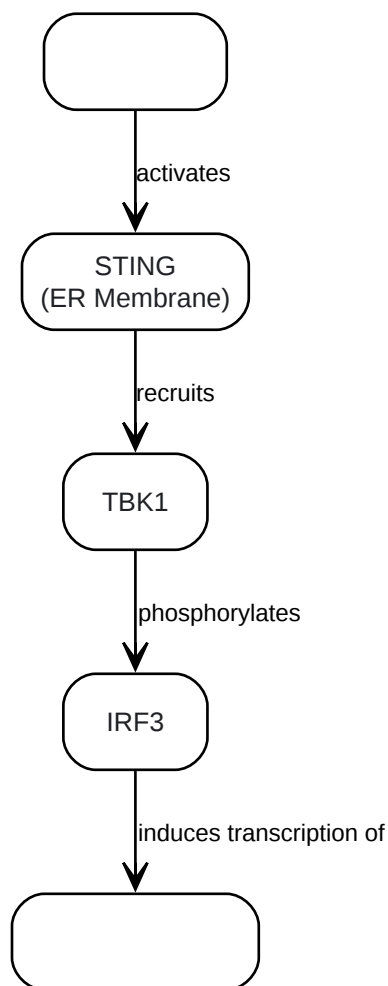 activates
STING
(ER Membrane)
recruits
TBK1
phosphorylates
IRF3
induces transcription of